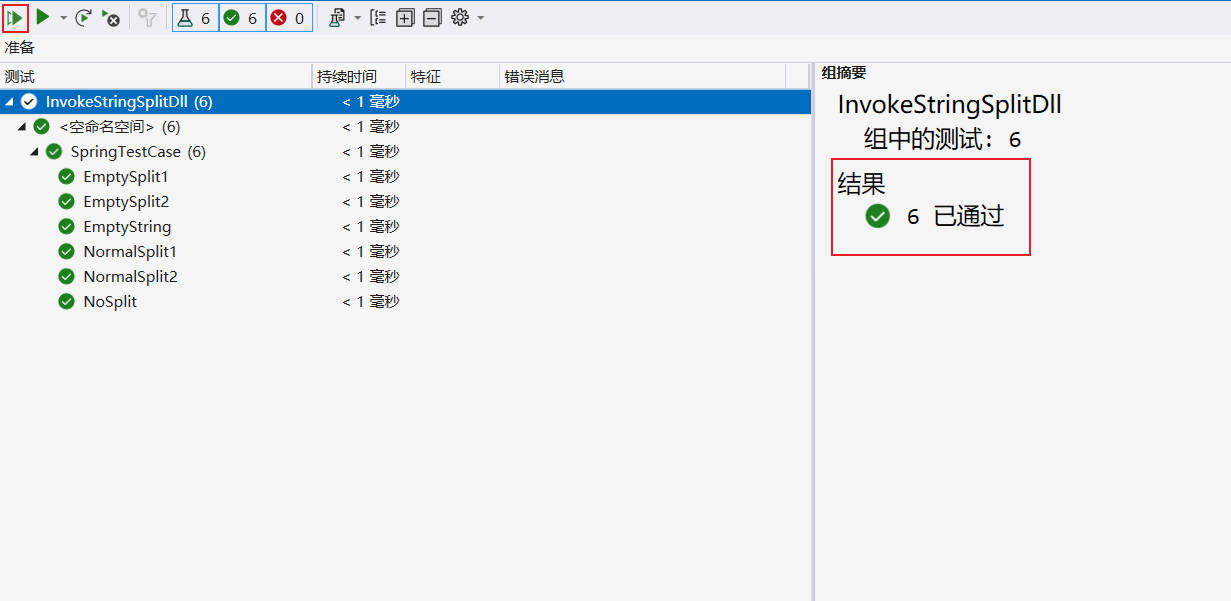 6 6 0
准备
测试 持续时间 特征 错误消息
InvokeStringSplitDll (6) < 1 毫秒
<空命名空间> (6) < 1 毫秒
SpringTestCase (6) < 1 毫秒
EmptySplit1 < 1 毫秒
EmptySplit2 < 1 毫秒
EmptyString < 1 毫秒
NormalSplit1 < 1 毫秒
NormalSplit2 < 1 毫秒
NoSplit < 1 毫秒
组摘要
InvokeStringSplitDll
组中的测试: 6
结果
6 已通过